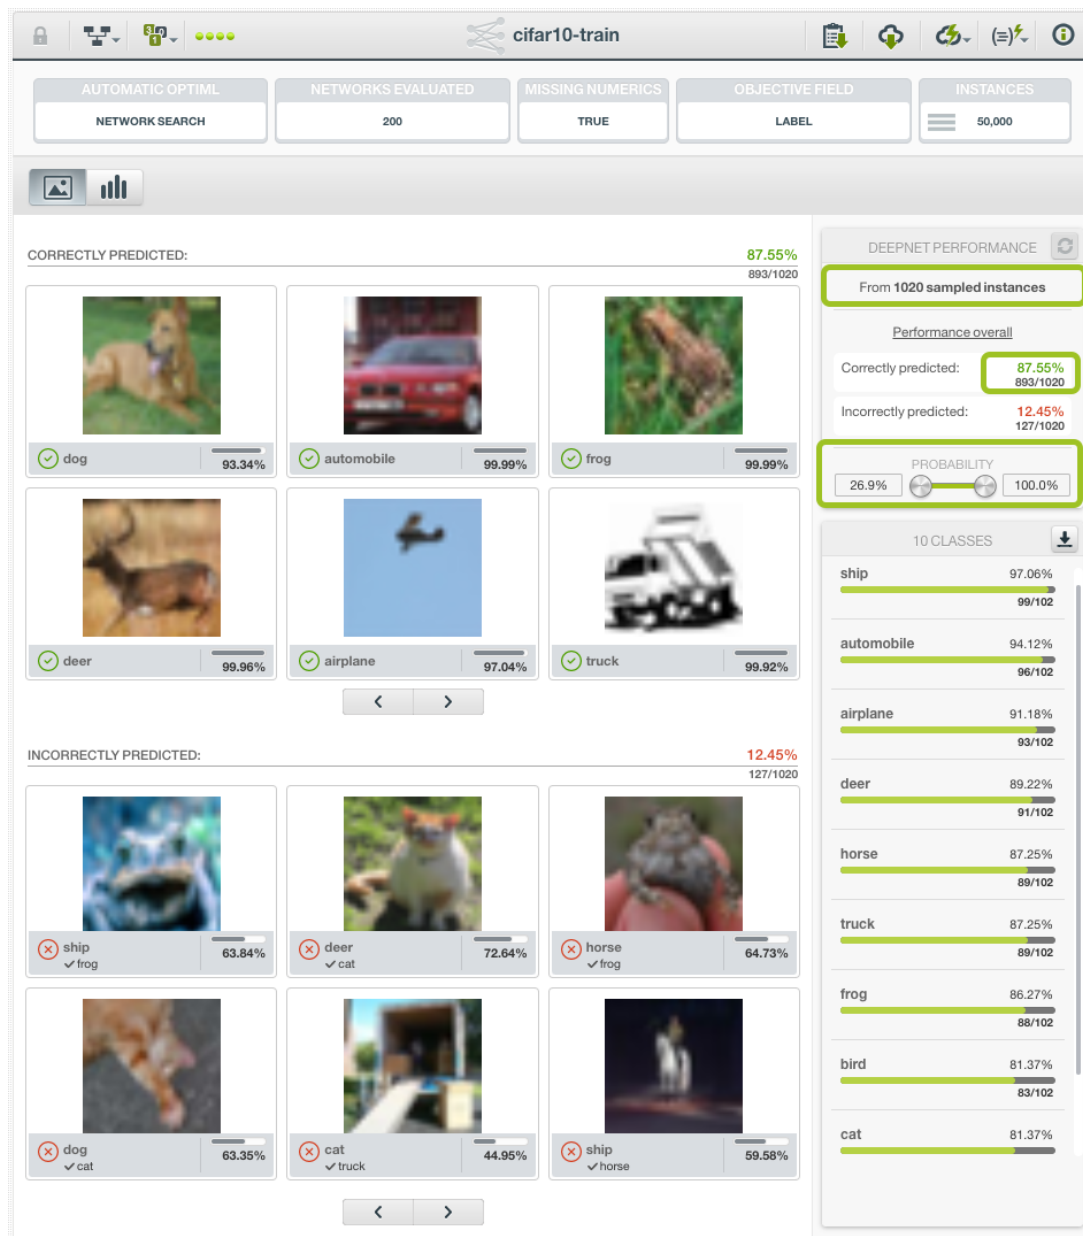 cifar10-train
AUTOMATIC OPTIML
NETWORK SEARCH
NETWORKS EVALUATED
200
MISSING NUMERICS
TRUE
OBJECTIVE FIELD
LABEL
INSTANCES
50,000
CORRECTLY PREDICTED:
87.55%
893/1020
dog
93.34%
automobile
99.99%
frog
99.99%
deer
99.96%
airplane
97.04%
truck
99.92%
INCORRECTLY PREDICTED:
12.45%
127/1020
ship
frog
63.84%
deer
cat
72.64%
horse
frog
64.73%
dog
cat
63.35%
cat
truck
44.95%
ship
horse
59.58%
DEEPNET PERFORMANCE
From 1020 sampled instances
Performance overall
Correctly predicted:
87.55%
893/1020
Incorrectly predicted:
12.45%
127/1020
PROBABILITY
26.9%
100.0%
10 CLASSES
ship 97.06%
99/102
automobile 94.12%
96/102
airplane 91.18%
93/102
deer 89.22%
91/102
horse 87.25%
89/102
truck 87.25%
89/102
frog 86.27%
88/102
bird 81.37%
83/102
cat 81.37%